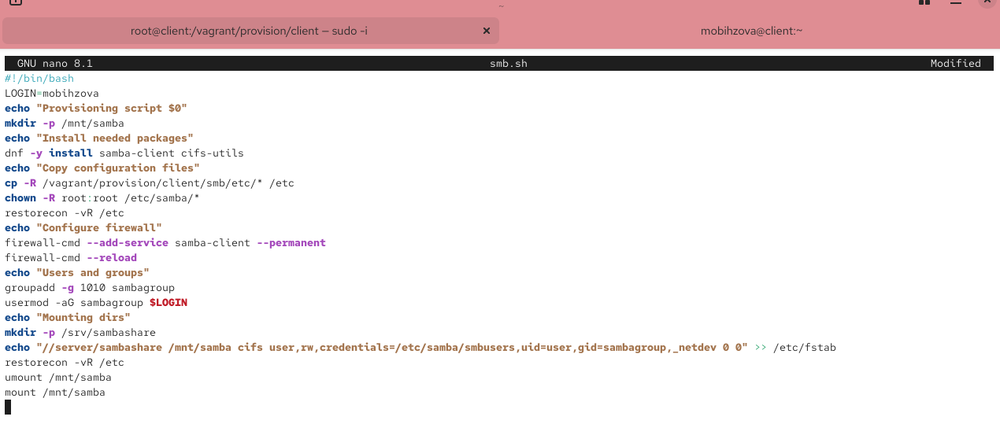 ~
root@client:/vagrant/provision/client — sudo -i
mobihzova@client:~
GNU nano 8.1 smb.sh Modified
#!/bin/bash
LOGIN=mobihzova
echo "Provisioning script $0"
mkdir -p /mnt/samba
echo "Install needed packages"
dnf -y install samba-client cifs-utils
echo "Copy configuration files"
cp -R /vagrant/provision/client/smb/etc/* /etc
chown -R root:root /etc/samba/*
restorecon -vR /etc
echo "Configure firewall"
firewall-cmd --add-service samba-client --permanent
firewall-cmd --reload
echo "Users and groups"
groupadd -g 1010 sambagroup
usermod -aG sambagroup $LOGIN
echo "Mounting dirs"
mkdir -p /srv/sambashare
echo "//server/sambashare /mnt/samba cifs user,rw,credentials=/etc/samba/smbusers,uid=user,gid=sambagroup,_netdev 0 0" >> /etc/fstab
restorecon -vR /etc
umount /mnt/samba
mount /mnt/samba